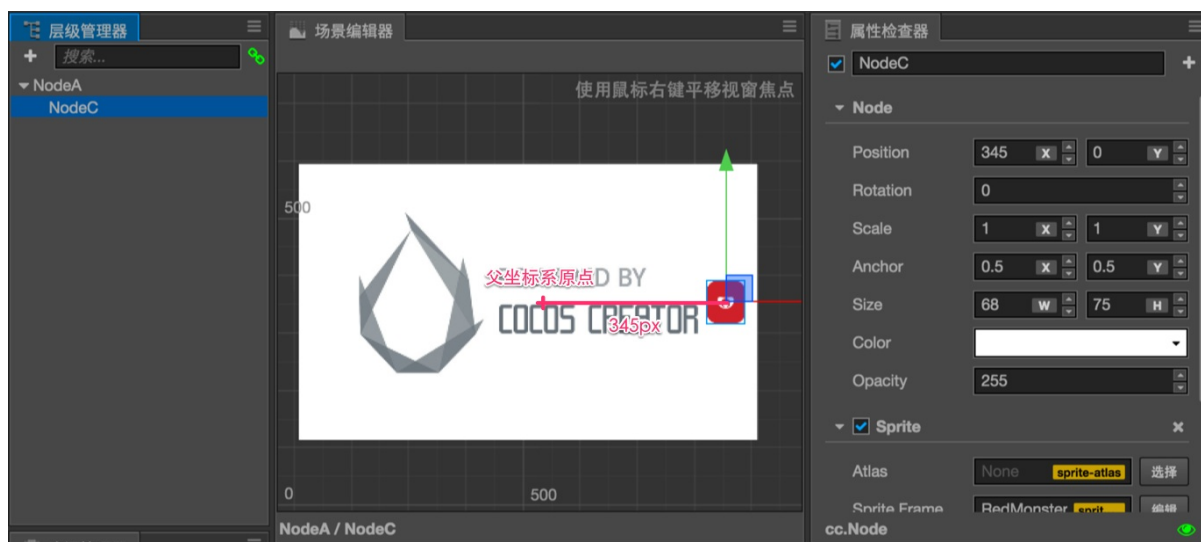 层级管理器
搜索...
NodeA
NodeC
场景编辑器
使用鼠标右键平移视窗焦点
500
父坐标系原点
D BY
COCOS CREATOR
345px
0
500
NodeA / NodeC
属性检查器
NodeC
Node
Position 345 X 0 Y
Rotation 0
Scale 1 X 1 Y
Anchor 0.5 X 0.5 Y
Size 68 W 75 H
Color
Opacity 255
Sprite
Atlas None sprite-atlas 选择
Sprite Frame RedMonster sprit 编辑
cc.Node